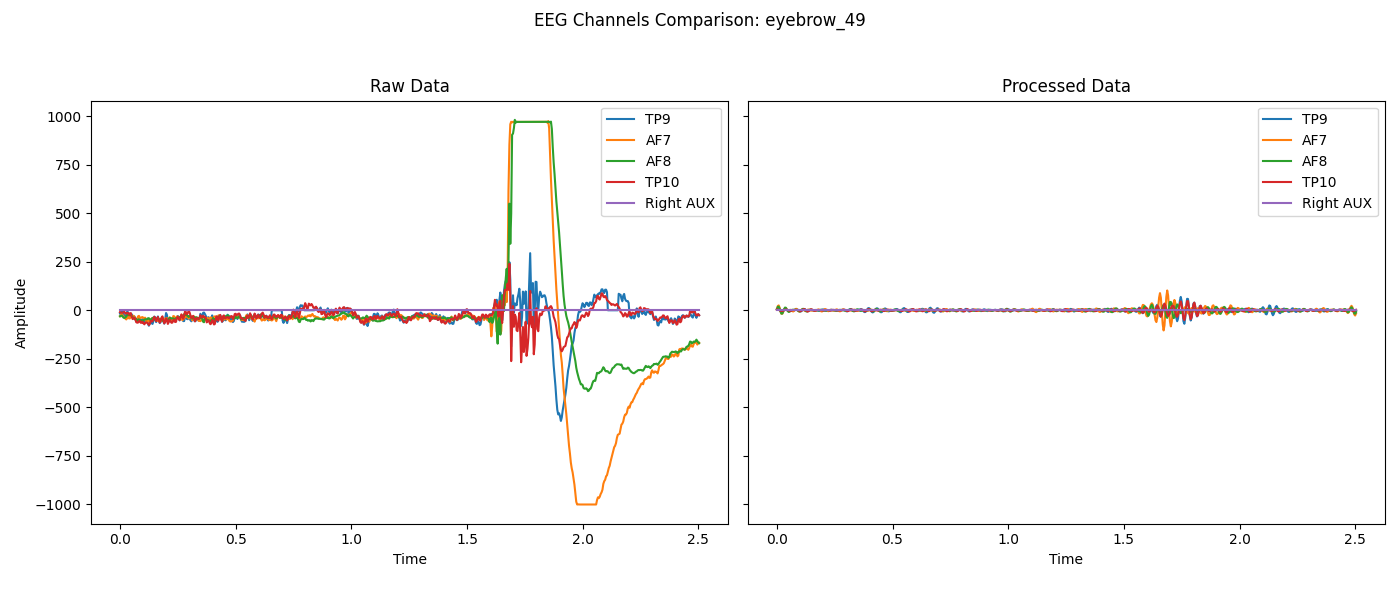 EEG Channels Comparison: eyebrow_49
Raw Data
Processed Data
1000
750
500
250
0
−250
−500
−750
−1000
Amplitude
TP9
AF7
AF8
TP10
Right AUX
TP9
AF7
AF8
TP10
Right AUX
0.0 0.5 1.0 1.5 2.0 2.5
0.0 0.5 1.0 1.5 2.0 2.5
Time
Time